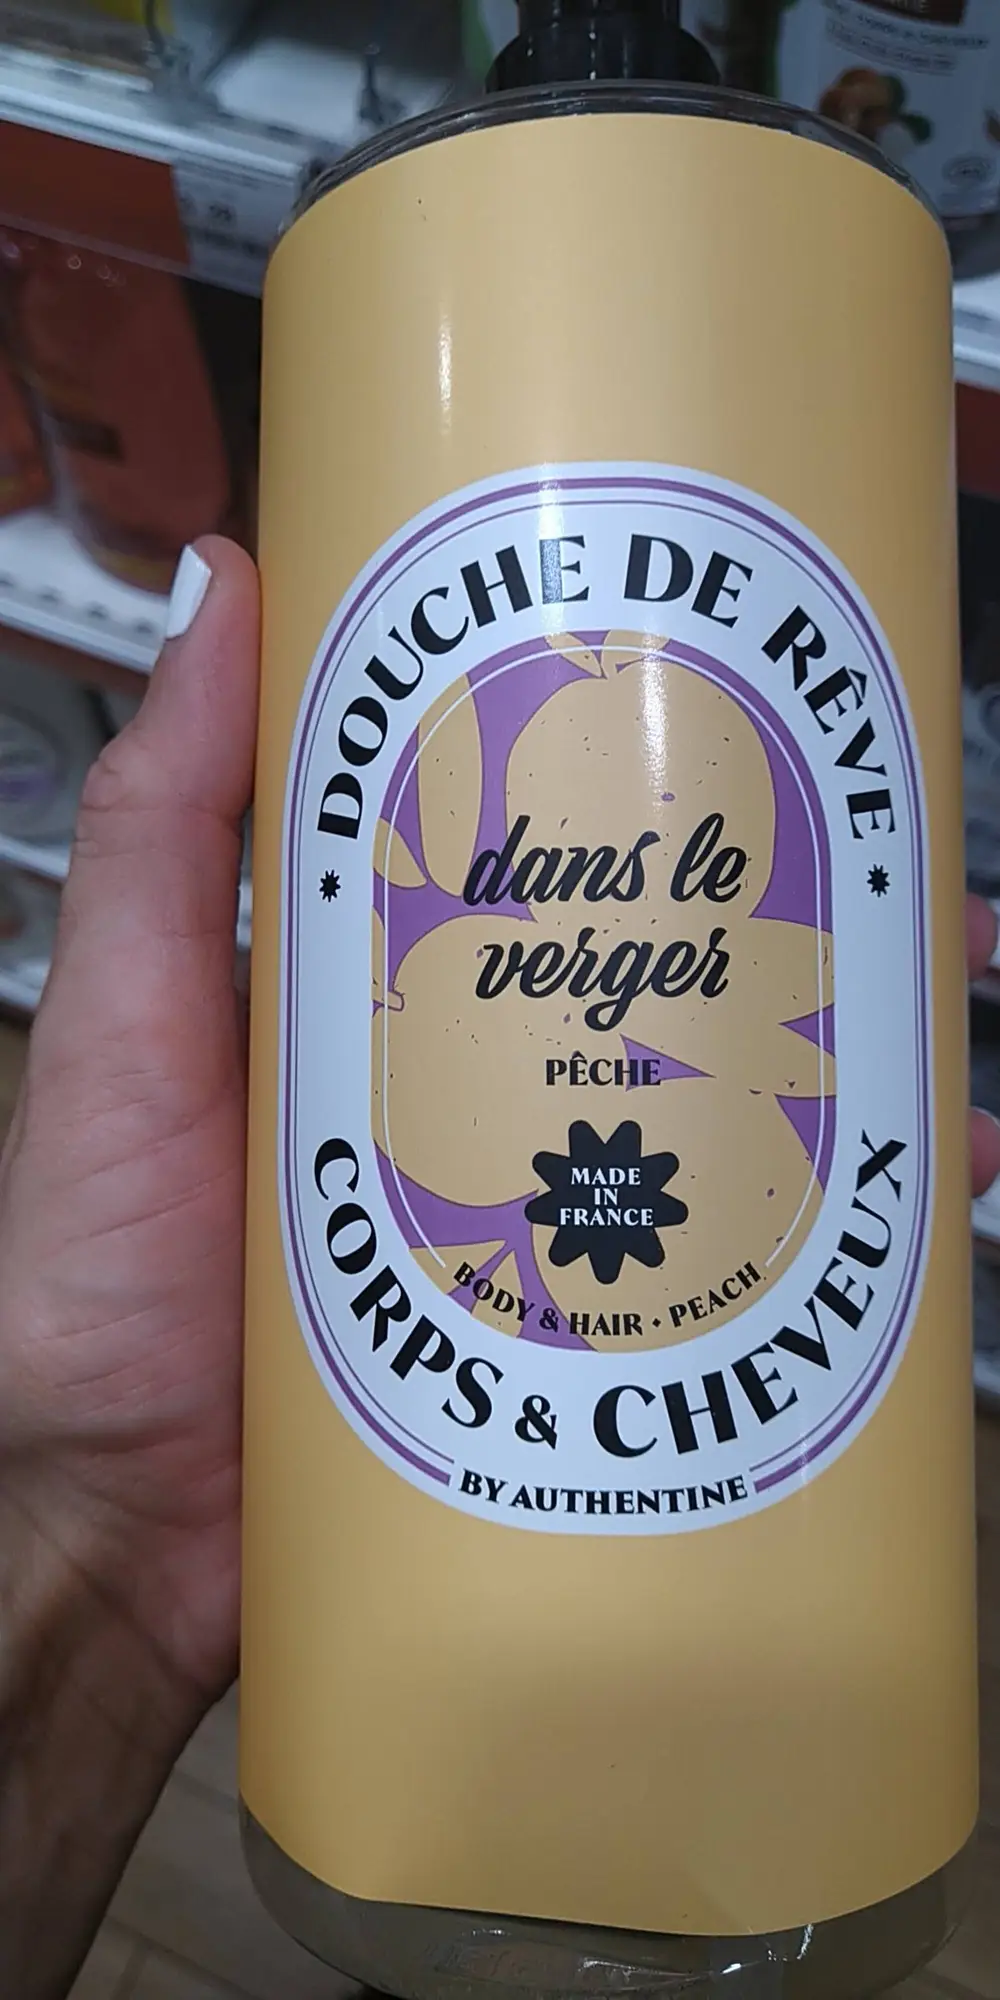 DOUCHE DE RÊVE
dans le
verger
PÊCHE
MADE
IN
FRANCE
BODY & HAIR • PEACH
CORPS & CHEVEUX
BY AUTHENTINE